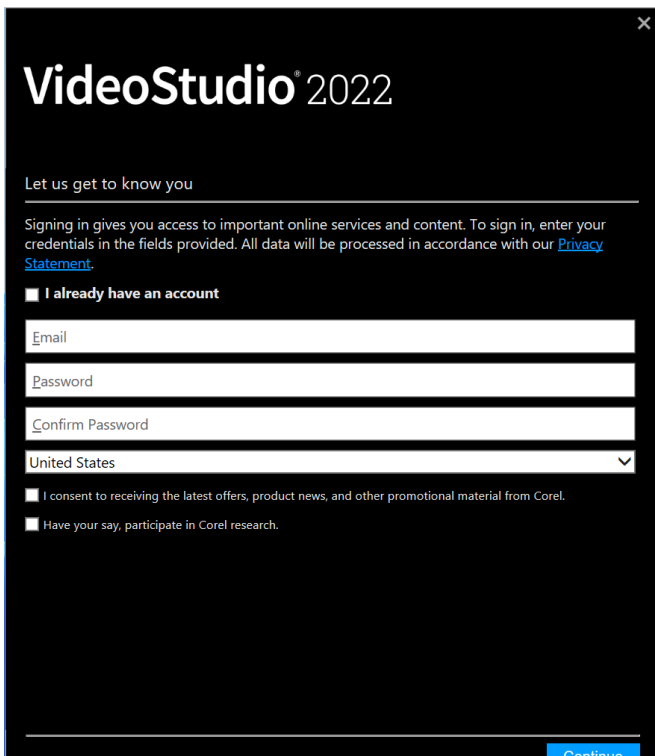 VideoStudio® 2022
Let us get to know you
Signing in gives you access to important online services and content. To sign in, enter your
credentials in the fields provided. All data will be processed in accordance with our Privacy
Statement.
I already have an account
Email
Password
Confirm Password
United States
I consent to receiving the latest offers, product news, and other promotional material from Corel.
Have your say, participate in Corel research.
Continue